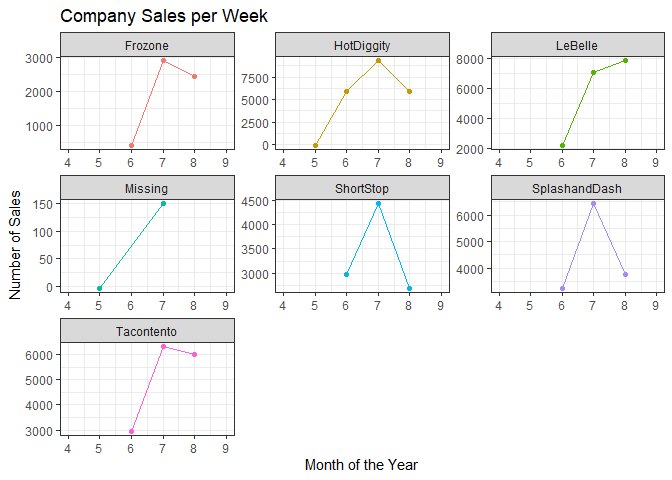 Company Sales per Week
Frozone
HotDiggity
LeBelle
3000
2000
1000
4 5 6 7 8 9
7500
5000
2500
0
4 5 6 7 8 9
8000
6000
4000
2000
4 5 6 7 8 9
Number of Sales
Missing
ShortStop
SplashandDash
150
100
50
0
4 5 6 7 8 9
4500
4000
3500
3000
4 5 6 7 8 9
6000
5000
4000
4 5 6 7 8 9
Tacontento
6000
5000
4000
3000
4 5 6 7 8 9
Month of the Year